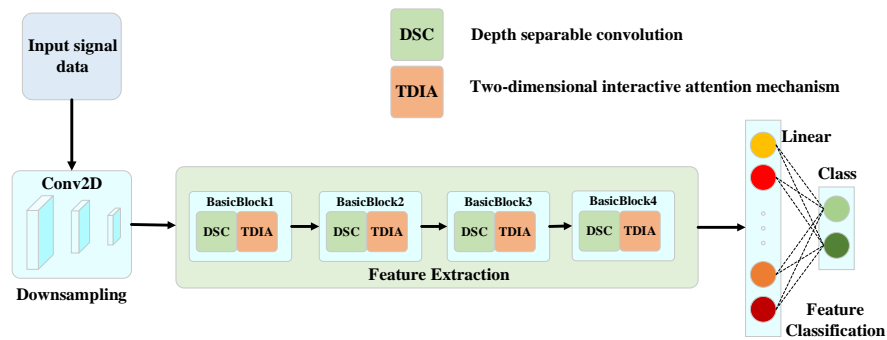 Input signal
data
DSC
Depth separable convolution
TDIA
Two-dimensional interactive attention mechanism
Conv2D
Downsampling
BasicBlock1
DSC TDIA
BasicBlock2
DSC TDIA
BasicBlock3
DSC TDIA
BasicBlock4
DSC TDIA
Feature Extraction
Linear
Class
Feature
Classification